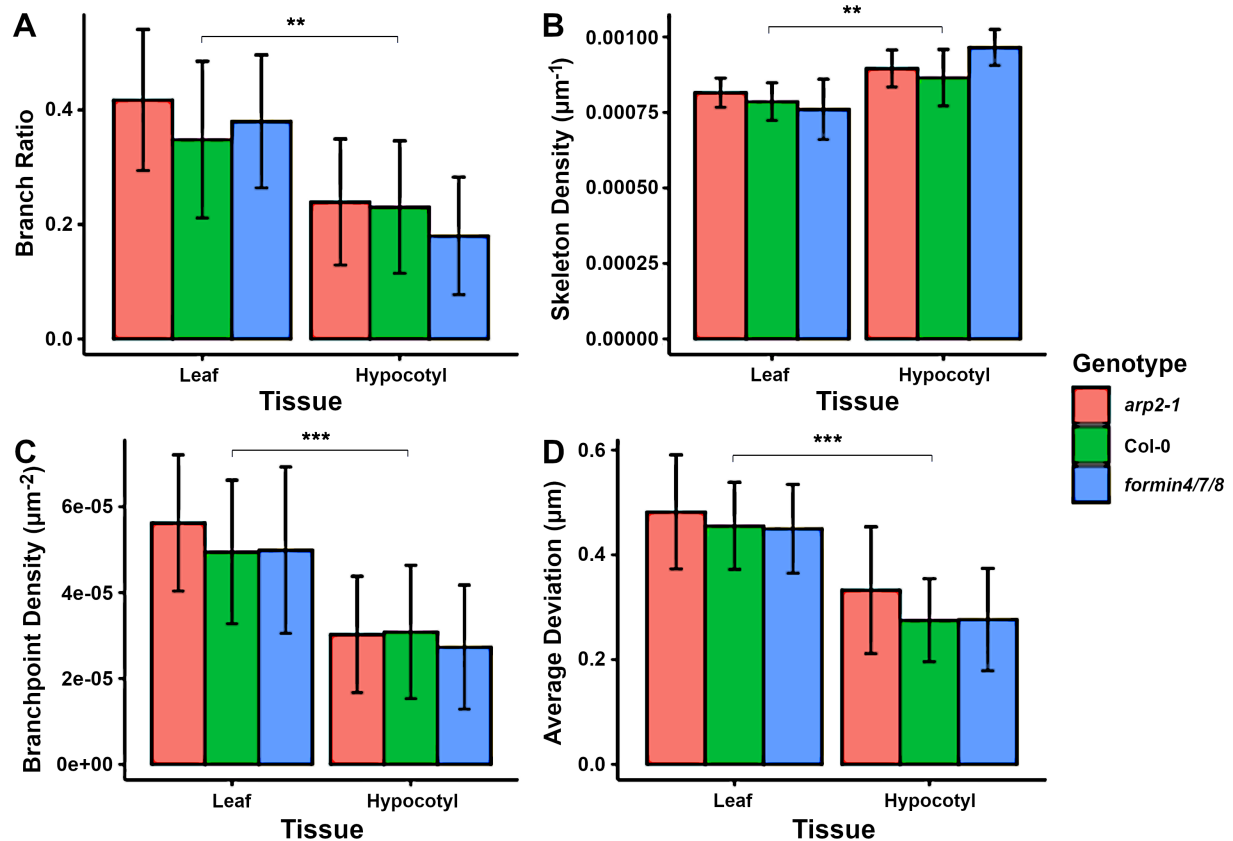 A
**
Branch Ratio
0.4
0.2
0.0
Leaf
Hypocotyl
Tissue
B
**
Skeleton Density (µm-1)
0.00100
0.00075
0.00050
0.00025
0.00000
Leaf
Hypocotyl
Tissue
C
***
Branchpoint Density (µm-2)
6e-05
4e-05
2e-05
0e+00
Leaf
Hypocotyl
Tissue
D
***
Average Deviation (µm)
0.6
0.4
0.2
0.0
Leaf
Hypocotyl
Tissue
Genotype
arp2-1
Col-0
formin4/7/8